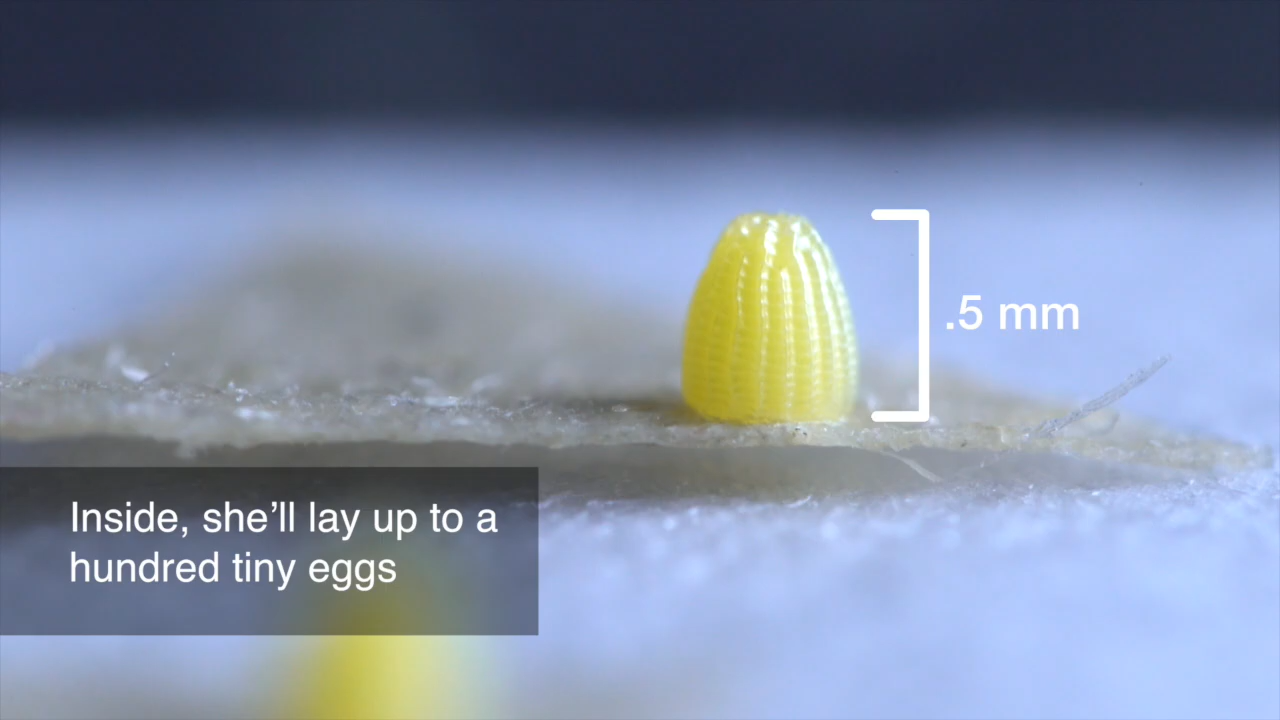 .5 mm
Inside, she’ll lay up to a
hundred tiny eggs